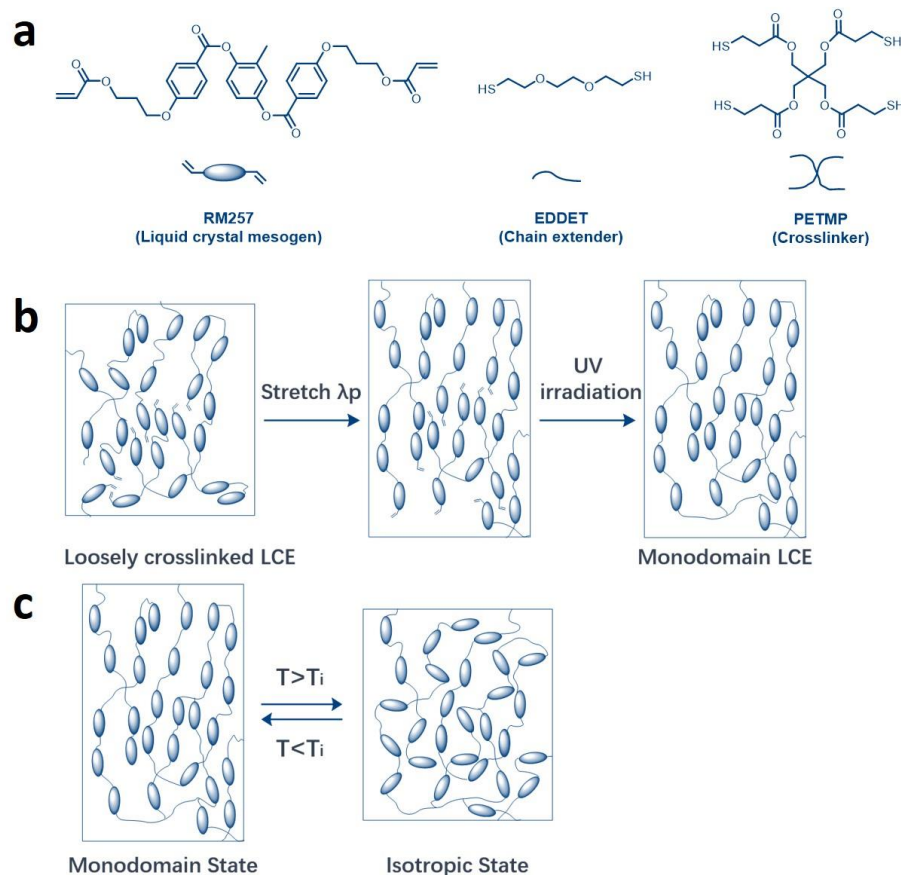 a
O
O
O
O
O
O
O
O
O
O
HS
O
O
SH
HS
O
O
O
O
SH
HS
O
O
O
O
SH
RM257
(Liquid crystal mesogen)
EDDET
(Chain extender)
PETMP
(Crosslinker)
b
Stretch λp
UV
irradiation
Loosely crosslinked LCE
Monodomain LCE
c
T>Ti
T<Ti
Monodomain State
Isotropic State